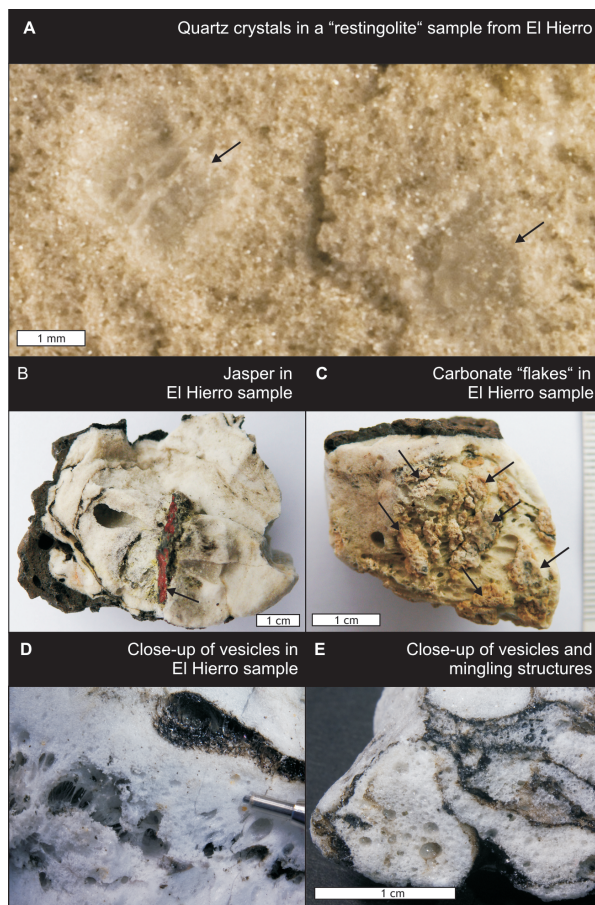 A
Quartz crystals in a “restingolite“ sample from El Hierro
1 mm
B
Jasper in
El Hierro sample
C
Carbonate “flakes“ in
El Hierro sample
1 cm
1 cm
D
Close-up of vesicles in
El Hierro sample
E
Close-up of vesicles and
mingling structures
1 cm